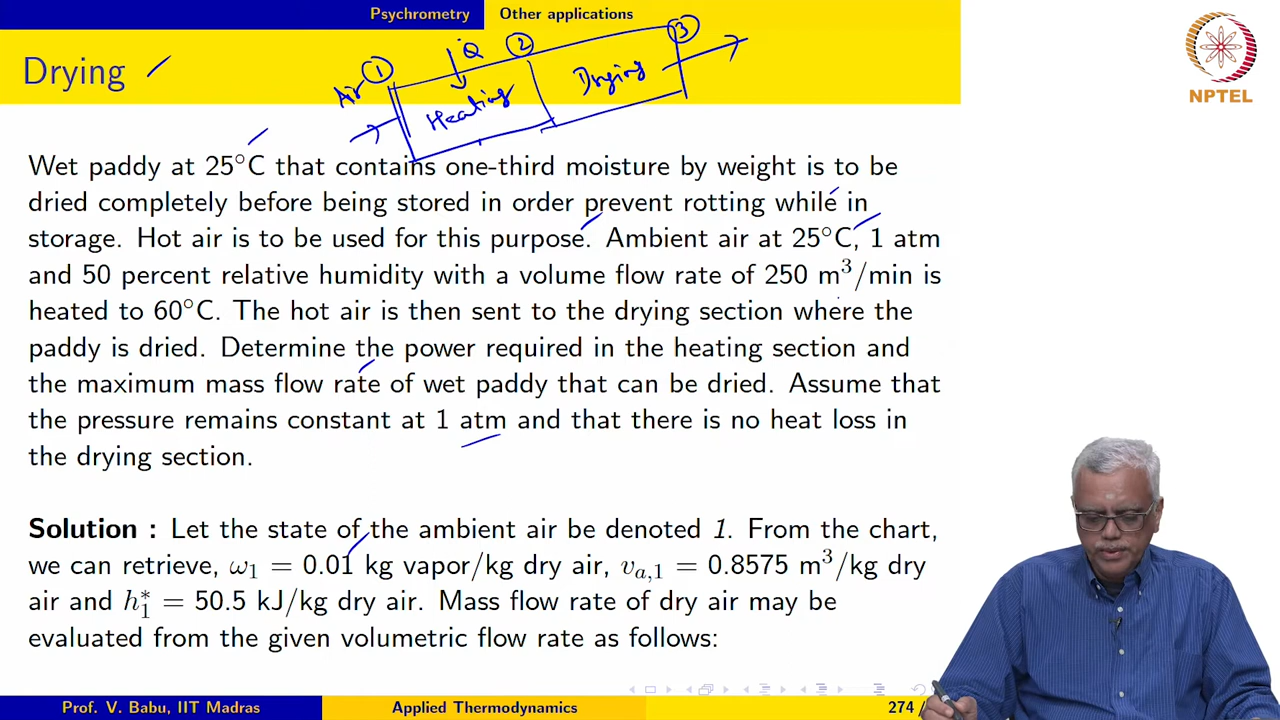 Psychrometry Other applications
Drying
Air 1 Q̇ 2 3
Heating Drying
NPTEL
Wet paddy at 25°C that contains one-third moisture by weight is to be
dried completely before being stored in order prevent rotting while in
storage. Hot air is to be used for this purpose. Ambient air at 25°C, 1 atm
and 50 percent relative humidity with a volume flow rate of 250 m³/min is
heated to 60°C. The hot air is then sent to the drying section where the
paddy is dried. Determine the power required in the heating section and
the maximum mass flow rate of wet paddy that can be dried. Assume that
the pressure remains constant at 1 atm and that there is no heat loss in
the drying section.
Solution : Let the state of the ambient air be denoted 1. From the chart,
we can retrieve, ω₁ = 0.01 kg vapor/kg dry air, v_{a,1} = 0.8575 m³/kg dry
air and h₁* = 50.5 kJ/kg dry air. Mass flow rate of dry air may be
evaluated from the given volumetric flow rate as follows:
Prof. V. Babu, IIT Madras Applied Thermodynamics 274 /